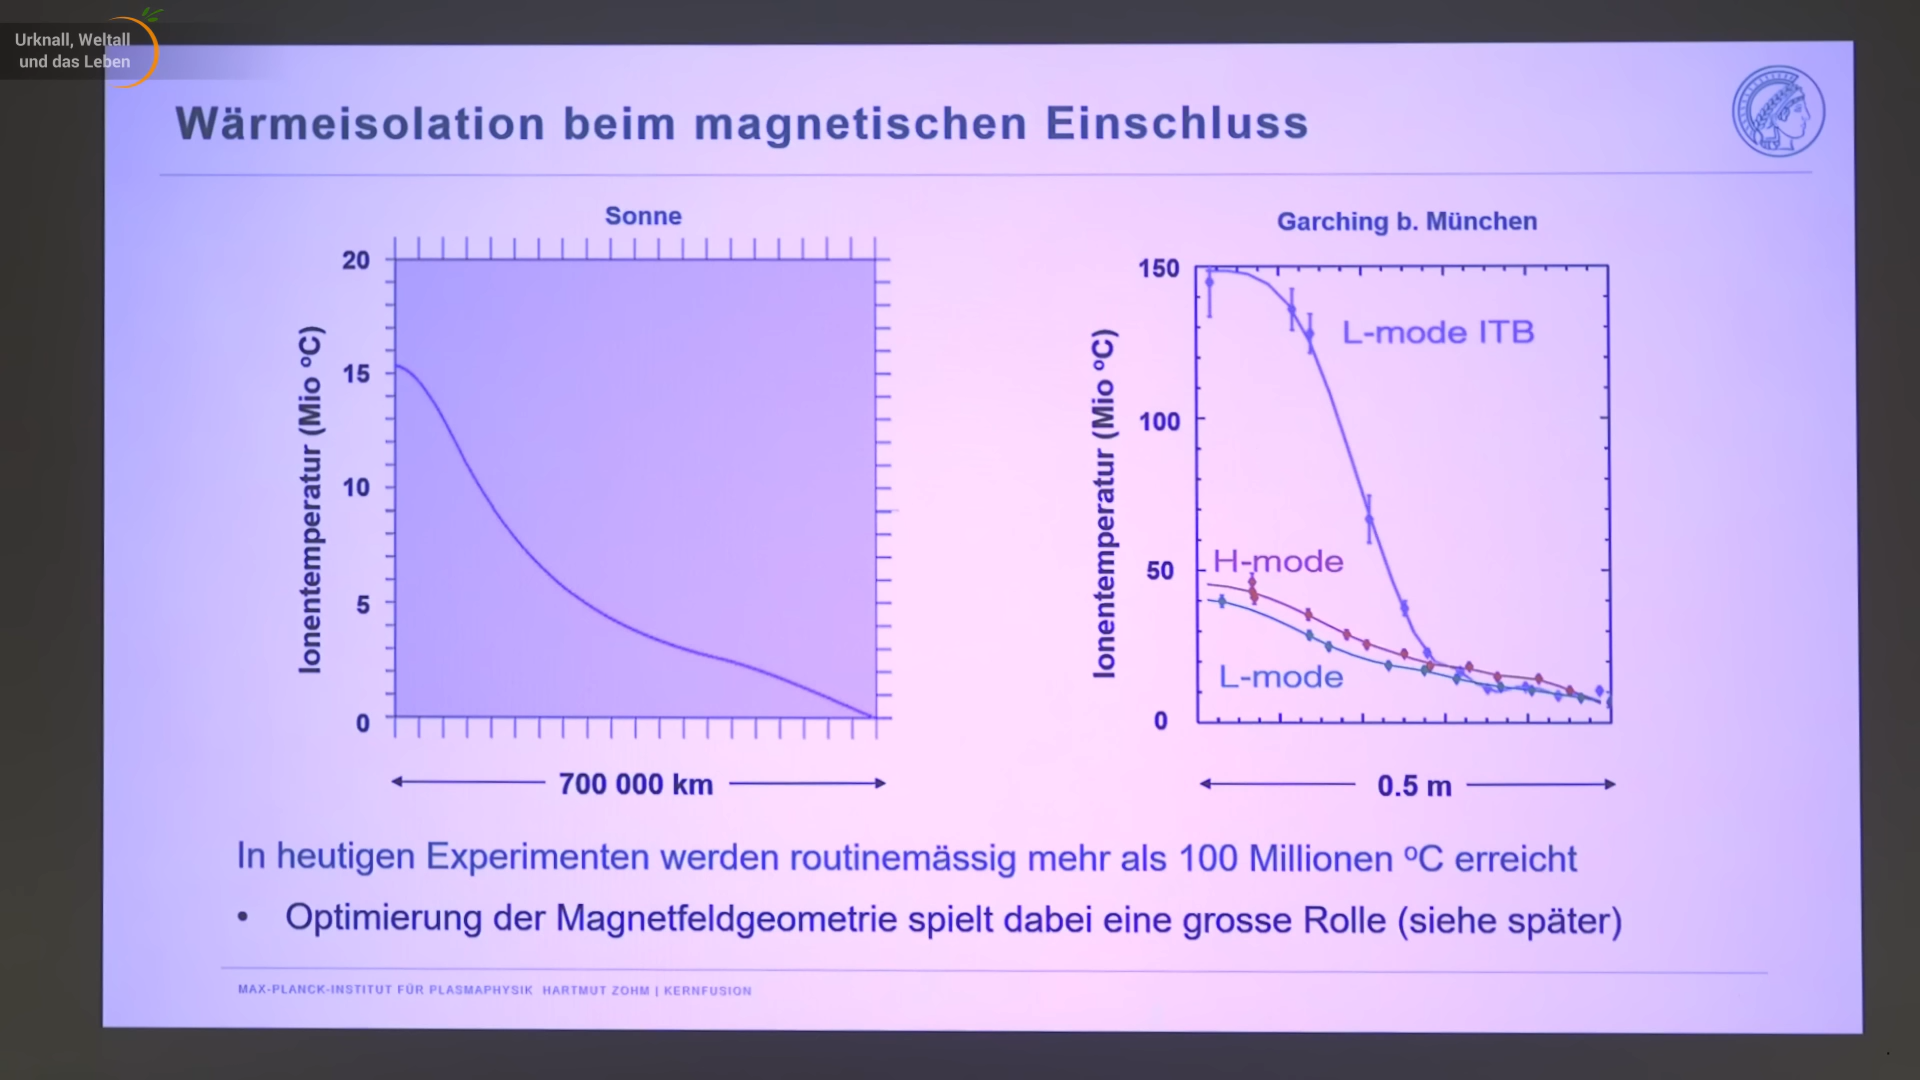 Urknall, Weltall
und das Leben
Wärmeisolation beim magnetischen Einschluss
Sonne
Ionentemperatur (Mio ºC)
20
15
10
5
0
700 000 km
Garching b. München
Ionentemperatur (Mio ºC)
150
100
50
0
L-mode ITB
H-mode
L-mode
0.5 m
In heutigen Experimenten werden routinemässig mehr als 100 Millionen ºC erreicht
• Optimierung der Magnetfeldgeometrie spielt dabei eine grosse Rolle (siehe später)
MAX-PLANCK-INSTITUT FÜR PLASMAPHYSIK HARTMUT ZOHM | KERNFUSION